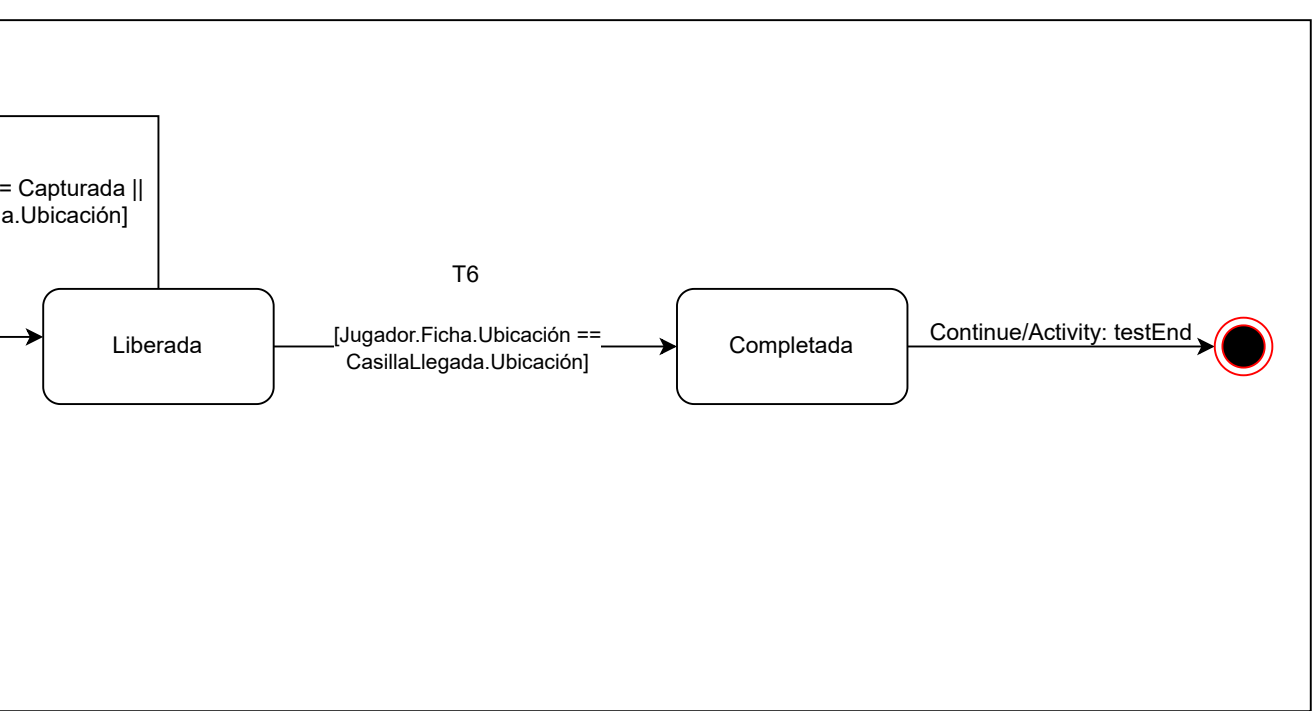 = Capturada ||
a.Ubicación]
T6
Liberada
[Jugador.Ficha.Ubicación ==
CasillaLlegada.Ubicación]
Completada
Continue/Activity: testEnd